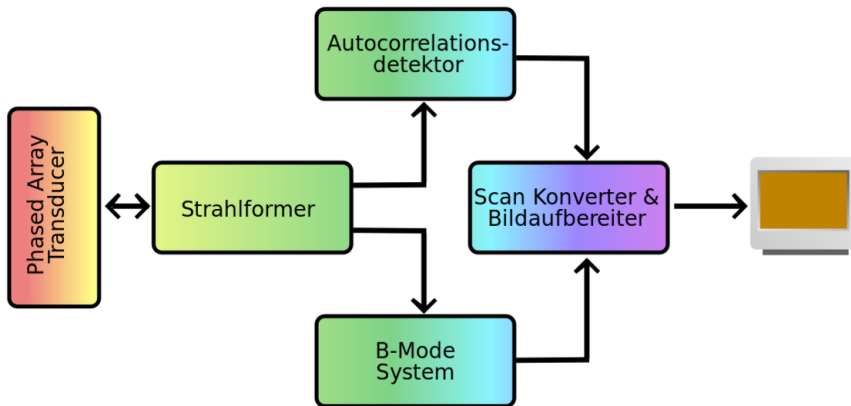 Autocorrelations-
detektor
Phased Array
Transducer
Strahlformer
Scan Konverter &
Bildaufbereiter
B-Mode
System